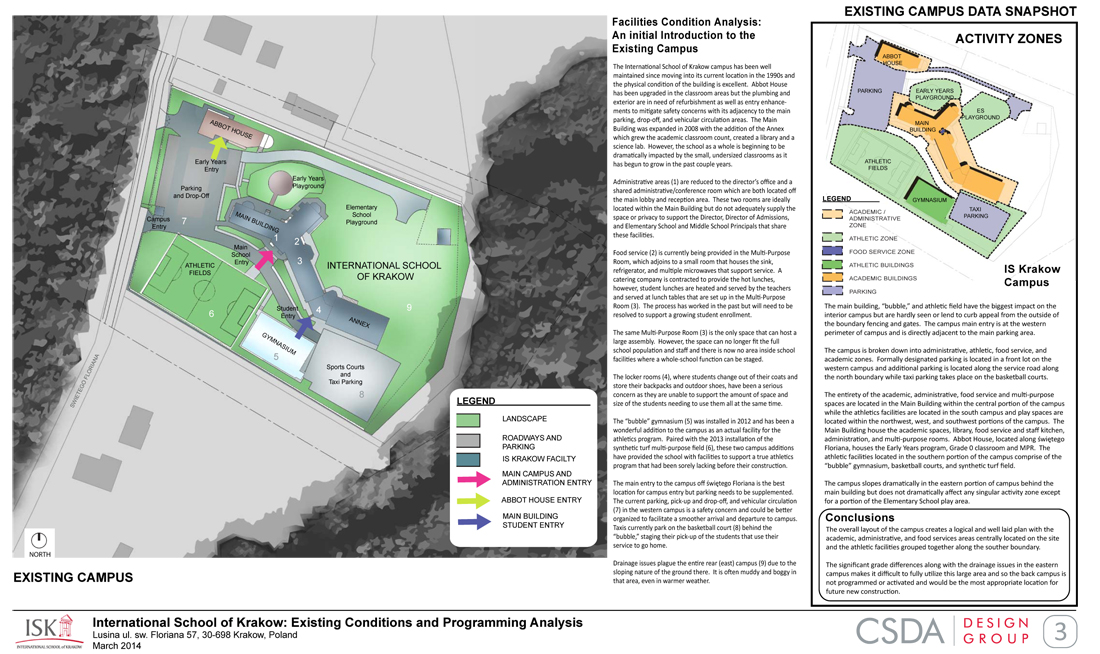 EXISTING CAMPUS DATA SNAPSHOT
Facilities Condition Analysis:
An initial Introduction to the
Existing Campus
The International School of Krakow campus has been well
maintained since moving into its current location in the 1990s and
the physical condition of the building is excellent. Abbot House
has been upgraded in the classroom areas but the plumbing and
exterior are in need of refurbishment as well as entry enhance-
ments to mitigate safety concerns with its adjacency to the main
parking, drop-off, and vehicular circulation areas. The Main
Building was expanded in 2008 with the addition of the Annex
which grew the academic classroom count, created a library and a
science lab. However, the school as a whole is beginning to be
dramatically impacted by the small, undersized classrooms as it
has begun to grow in the past couple years.
Administrative areas (1) are reduced to the director's office and a
shared administrative/conference room which are both located off
the main lobby and reception area. These two rooms are ideally
located within the Main Building but do not adequately supply the
space or privacy to support the Director, Director of Admissions,
and Elementary School and Middle School Principals that share
these facilities.
Food service (2) is currently being provided in the Multi-Purpose
Room, which adjoins to a small room that houses the sink,
refrigerator, and multiple microwaves that support service. A
catering company is contracted to provide the hot lunches,
however, student lunches are heated and served by the teachers
and served at lunch tables that are set up in the Multi-Purpose
Room (3). The process has worked in the past but will need to be
resolved to support a growing student enrollment.
The same Multi-Purpose Room (3) is the only space that can host a
large assembly. However, the space can no longer fit the full
school population and staff and there is now no area inside school
facilities where a whole-school function can be staged.
The locker rooms (4), where students change out of their coats and
store their backpacks and outdoor shoes, have been a serious
concern as they are unable to support the amount of space and
size of the students needing to use them all at the same time.
The "bubble" gymnasium (5) was installed in 2012 and has been a
wonderful addition to the campus as an actual facility for the
athletics program. Paired with the 2013 installation of the
synthetic turf multi-purpose field (6), these two campus additions
have provided the school with facilities to support a true athletics
program that had been sorely lacking before their construction.
The main entry to the campus off świętego Floriana is the best
location for campus entry but parking needs to be supplemented.
The current parking, pick-up and drop-off, and vehicular circulation
(7) in the western campus is a safety concern and could be better
organized to facilitate a smoother arrival and departure to campus.
Taxis currently park on the basketball court (8) behind the
"bubble," staging their pick-up of the students that use their
service to go home.
Drainage issues plague the entire rear (east) campus (9) due to the
sloping nature of the ground there. It is often muddy and boggy in
that area, even in warmer weather.
ABBOT HOUSE
Early Years
Entry
Early Years
Playground
Parking
and Drop-Off
7
Elementary
School
Playground
Campus
Entry
MAIN BUILDING
1
2
3
Main
School
Entry
ATHLETIC
FIELDS
INTERNATIONAL SCHOOL
OF KRAKOW
6
9
Student
Entry
4
ANNEX
GYMNASIUM
5
Sports Courts
and
Taxi Parking
8
SWIETEGO FLORIANA
LEGEND
LANDSCAPE
ROADWAYS AND
PARKING
IS KRAKOW FACILTY
MAIN CAMPUS AND
ADMINISTRATION ENTRY
ABBOT HOUSE ENTRY
MAIN BUILDING
STUDENT ENTRY
NORTH
EXISTING CAMPUS
ACTIVITY ZONES
ABBOT
HOUSE
PARKING
EARLY YEARS
PLAYGROUND
ES
PLAYGROUND
MAIN
BUILDING
ATHLETIC
FIELDS
GYMNASIUM
TAXI
PARKING
LEGEND
ACADEMIC /
ADMINISTRATIVE
ZONE
ATHLETIC ZONE
FOOD SERVICE ZONE
ATHLETIC BUILDINGS
ACADEMIC BUILDINGS
PARKING
IS Krakow
Campus
The main building, "bubble," and athletic field have the biggest impact on the
interior campus but are hardly seen or lend to curb appeal from the outside of
the boundary fencing and gates. The campus main entry is at the western
perimeter of campus and is directly adjacent to the main parking area.
The campus is broken down into administrative, athletic, food service, and
academic zones. Formally designated parking is located in a front lot on the
western campus and additional parking is located along the service road along
the north boundary while taxi parking takes place on the basketball courts.
The entirety of the academic, administrative, food service and multi-purpose
spaces are located in the Main Building within the central portion of the campus
while the athletics facilities are located in the south campus and play spaces are
located within the northwest, west, and southwest portions of the campus. The
Main Building house the academic spaces, library, food service and staff kitchen,
administration, and multi-purpose rooms. Abbot House, located along świętego
Floriana, houses the Early Years program, Grade 0 classroom and MPR. The
athletic facilities located in the southern portion of the campus comprise of the
"bubble" gymnasium, basketball courts, and synthetic turf field.
The campus slopes dramatically in the eastern portion of campus behind the
main building but does not dramatically affect any singular activity zone except
for a portion of the Elementary School play area.
Conclusions
The overall layout of the campus creates a logical and well laid plan with the
academic, administrative, and food services areas centrally located on the site
and the athletic facilities grouped together along the souther boundary.
The significant grade differences along with the drainage issues in the eastern
campus makes it difficult to fully utilize this large area and so the back campus is
not programmed or activated and would be the most appropriate location for
future new construction.
ISK
INTERNATIONAL SCHOOL of KRAKOW
International School of Krakow: Existing Conditions and Programming Analysis
Lusina ul. sw. Floriana 57, 30-698 Krakow, Poland
March 2014
CSDA DESIGN
GROUP
3